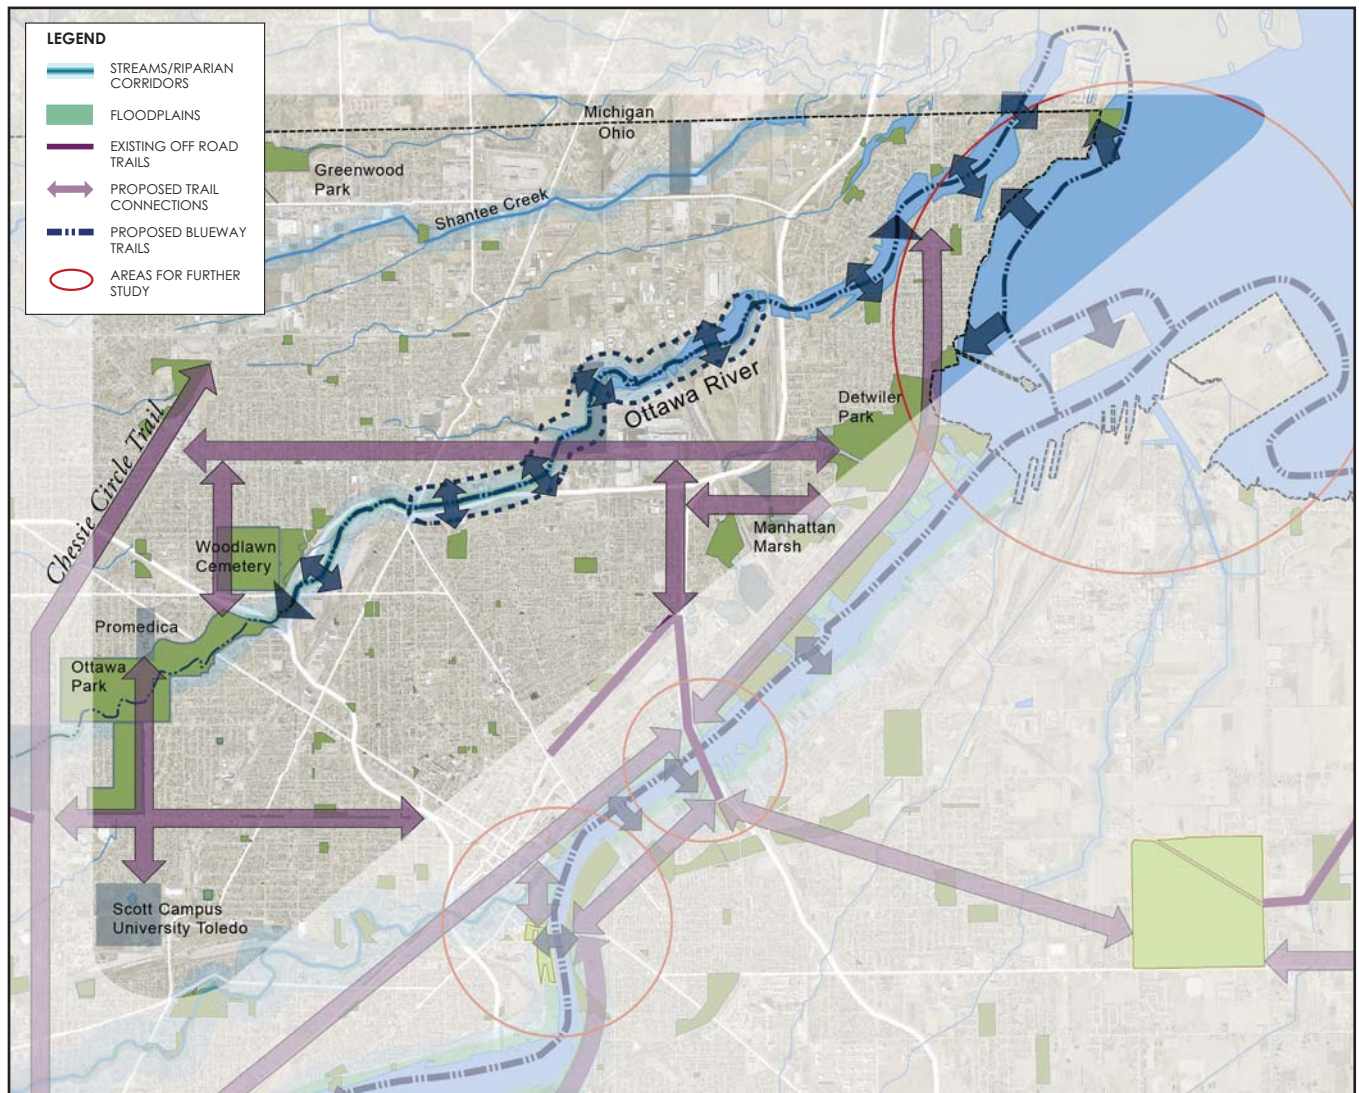 LEGEND
STREAMS/RIPARIAN
CORRIDORS
FLOODPLAINS
EXISTING OFF ROAD
TRAILS
PROPOSED TRAIL
CONNECTIONS
PROPOSED BLUEWAY
TRAILS
AREAS FOR FURTHER
STUDY
Michigan
Ohio
Greenwood
Park
Shantee Creek
Ottawa River
Detwiler
Park
Chessie Circle Trail
Woodlawn
Cemetery
Manhattan
Marsh
Promedica
Ottawa
Park
Scott Campus
University Toledo